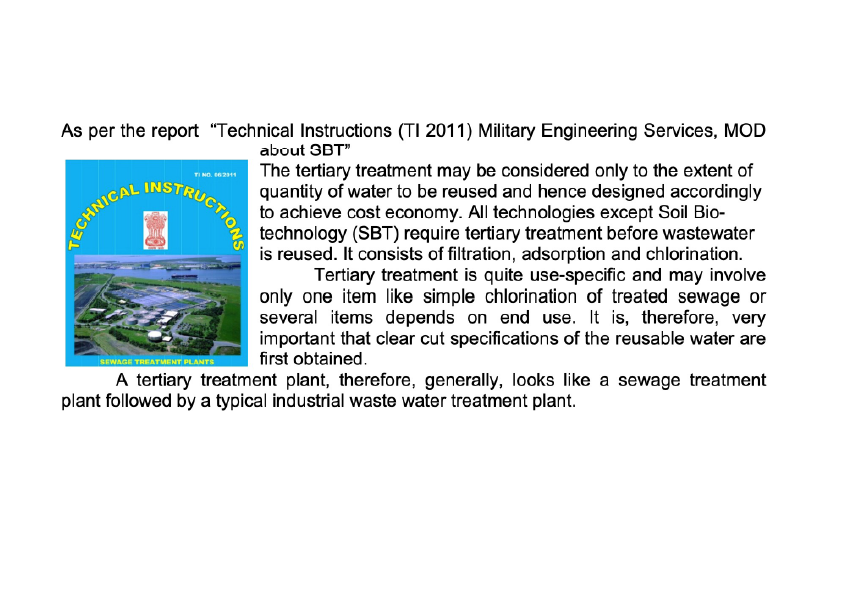 As per the report “Technical Instructions (TI 2011) Military Engineering Services, MOD
about SBT”
TI NO. 00/2011
TECHNICAL INSTRUCTIONS
SEWAGE TREATMENT PLANTS
The tertiary treatment may be considered only to the extent of
quantity of water to be reused and hence designed accordingly
to achieve cost economy. All technologies except Soil Bio-
technology (SBT) require tertiary treatment before wastewater
is reused. It consists of filtration, adsorption and chlorination.
Tertiary treatment is quite use-specific and may involve
only one item like simple chlorination of treated sewage or
several items depends on end use. It is, therefore, very
important that clear cut specifications of the reusable water are
first obtained.
A tertiary treatment plant, therefore, generally, looks like a sewage treatment
plant followed by a typical industrial waste water treatment plant.